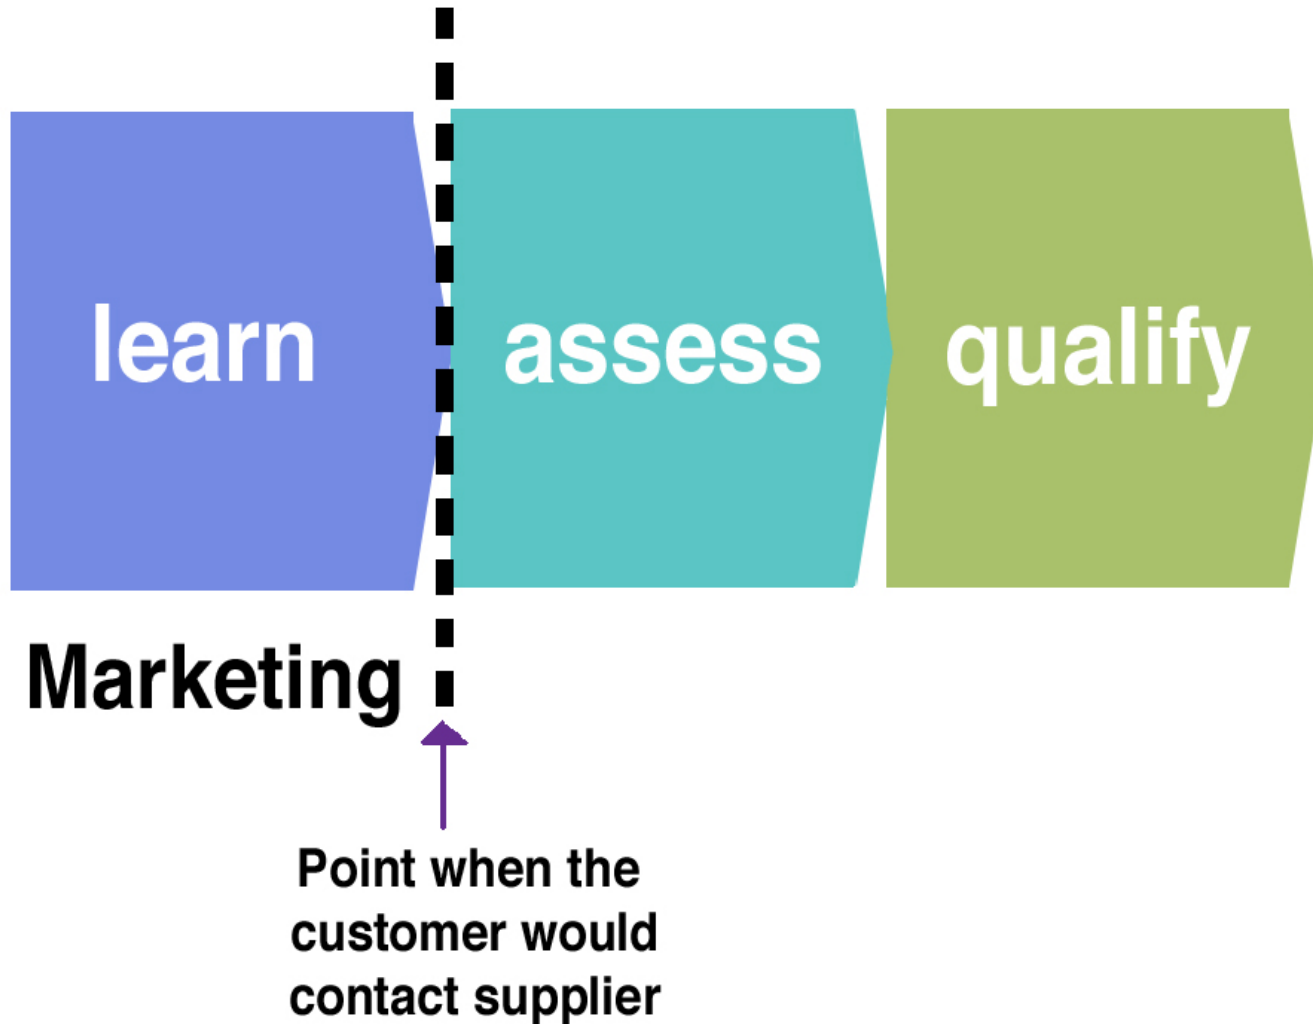 learn
assess
qualify
Marketing
Point when the
customer would
contact supplier